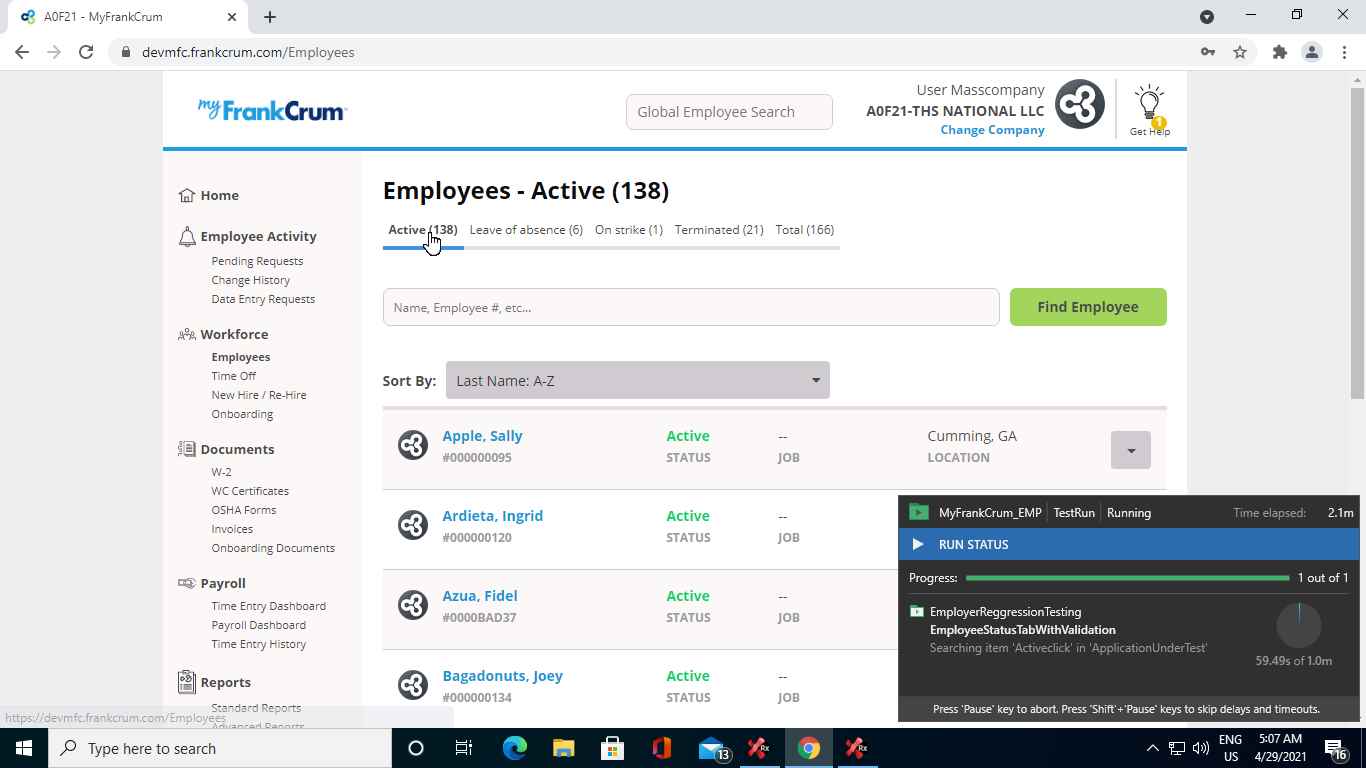 A0F21 - MyFrankCrum
devmfc.frankcrum.com/Employees
myFrankCrum
Global Employee Search
User Masscompany
A0F21-THS NATIONAL LLC
Change Company
1
Get Help
Home
Employee Activity
Pending Requests
Change History
Data Entry Requests
Workforce
Employees
Time Off
New Hire / Re-Hire
Onboarding
Documents
W-2
WC Certificates
OSHA Forms
Invoices
Onboarding Documents
Payroll
Time Entry Dashboard
Payroll Dashboard
Time Entry History
Reports
Standard Reports
Advanced Reports
https://devmfc.frankcrum.com/Employees
Employees - Active (138)
Active (138) Leave of absence (6) On strike (1) Terminated (21) Total (166)
Name, Employee #, etc...
Find Employee
Sort By: Last Name: A-Z
Apple, Sally Active -- Cumming, GA
#000000095 STATUS JOB LOCATION
Ardieta, Ingrid Active --
#000000120 STATUS JOB
Azua, Fidel Active --
#0000BAD37 STATUS JOB
Bagadonuts, Joey Active --
#000000134 STATUS JOB
MyFrankCrum_EMP TestRun Running Time elapsed: 2.1m
RUN STATUS
Progress: 1 out of 1
EmployerReggressionTesting
EmployeeStatusTabWithValidation
Searching item 'Activeclick' in 'ApplicationUnderTest'
59.49s of 1.0m
Press 'Pause' key to abort. Press 'Shift'+'Pause' keys to skip delays and timeouts.
Type here to search
13
Rx
Rx
ENG
US
5:07 AM
4/29/2021
16